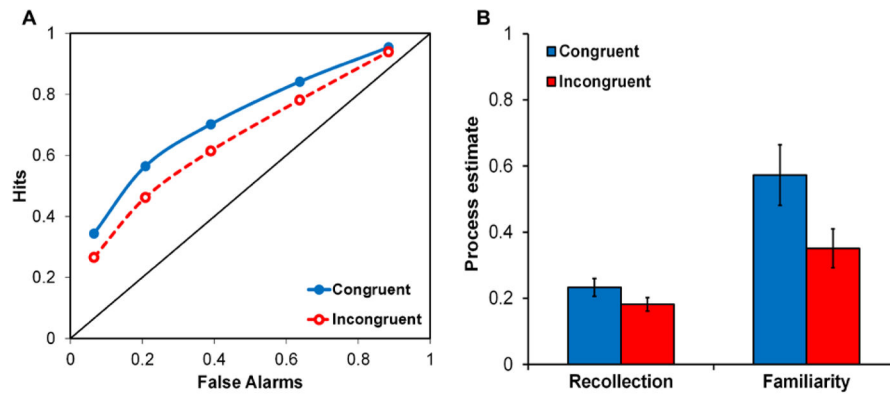 A
1
0.8
0.6
0.4
0.2
0
Hits
Congruent
Incongruent
0 0.2 0.4 0.6 0.8 1
False Alarms
B
1
0.8
0.6
0.4
0.2
0
Process estimate
Congruent
Incongruent
Recollection Familiarity